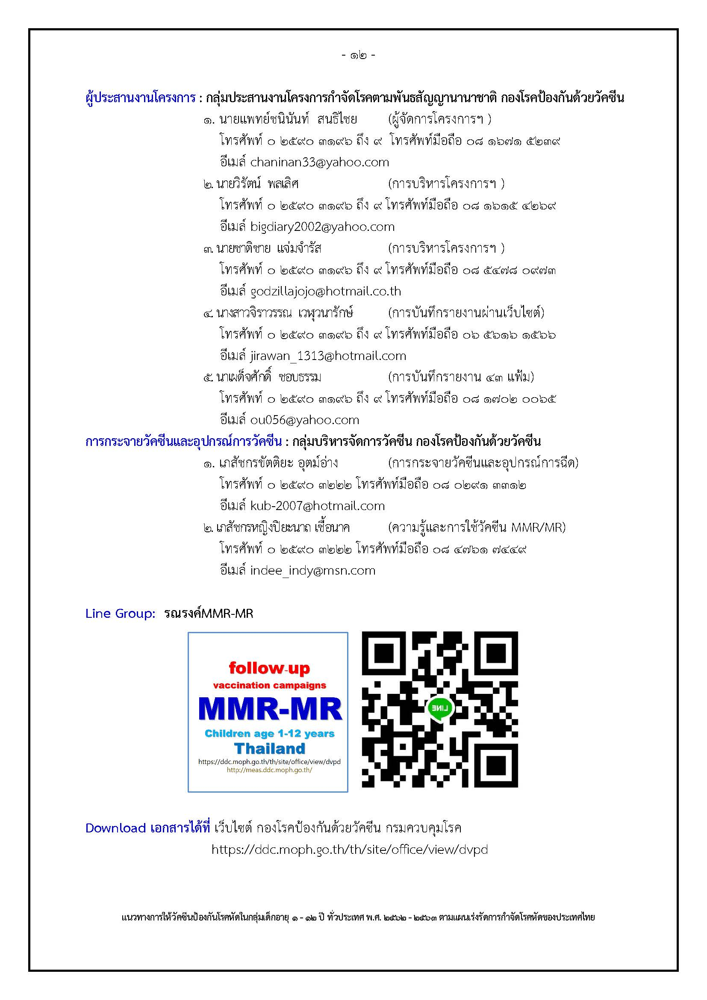 - ๑๒ -
ผู้ประสานงานโครงการ : กลุ่มประสานงานโครงการกำจัดโรคตามพันธสัญญานานาชาติ กองโรคป้องกันด้วยวัคซีน
๑. นายแพทย์ชนินันท์ สนธิไชย (ผู้จัดการโครงการฯ )
โทรศัพท์ ๐ ๒๕๙๐ ๓๑๙๖ ถึง ๙ โทรศัพท์มือถือ ๐๘ ๑๖๗๑ ๕๒๓๙
อีเมล์ chaninan33@yahoo.com
๒. นายวิรัตน์ พลเลิศ (การบริหารโครงการฯ )
โทรศัพท์ ๐ ๒๕๙๐ ๓๑๙๖ ถึง ๙ โทรศัพท์มือถือ ๐๘ ๑๖๑๕ ๔๒๖๙
อีเมล์ bigdiary2002@yahoo.com
๓. นายชาติชาย แจ่มจำรัส (การบริหารโครงการฯ )
โทรศัพท์ ๐ ๒๕๙๐ ๓๑๙๖ ถึง ๙ โทรศัพท์มือถือ ๐๘ ๕๔๗๘ ๐๙๗๓
อีเมล์ godzillajojo@hotmail.co.th
๔. นางสาวจิราวรรณ เวฬุวนารักษ์ (การบันทึกรายงานผ่านเว็บไซต์)
โทรศัพท์ ๐ ๒๕๙๐ ๓๑๙๖ ถึง ๙ โทรศัพท์มือถือ ๐๖ ๕๖๑๖ ๑๕๖๖
อีเมล์ jirawan_1313@hotmail.com
๕. นาเผด็จศักดิ์ ชอบธรรม (การบันทึกรายงาน ๔๓ แฟ้ม)
โทรศัพท์ ๐ ๒๕๙๐ ๓๑๙๖ ถึง ๙ โทรศัพท์มือถือ ๐๘ ๑๗๐๒ ๐๐๖๕
อีเมล์ ou056@yahoo.com
การกระจายวัคซีนและอุปกรณ์การวัคซีน : กลุ่มบริหารจัดการวัคซีน กองโรคป้องกันด้วยวัคซีน
๑. เภสัชกรขัตติยะ อุตม์อ่าง (การกระจายวัคซีนและอุปกรณ์การฉีด)
โทรศัพท์ ๐ ๒๕๙๐ ๓๒๒๒ โทรศัพท์มือถือ ๐๘ ๐๒๙๑ ๓๓๑๒
อีเมล์ kub-2007@hotmail.com
๒. เภสัชกรหญิงปิยะนาถ เชื้อนาค (ความรู้และการใช้วัคซีน MMR/MR)
โทรศัพท์ ๐ ๒๕๙๐ ๓๒๒๒ โทรศัพท์มือถือ ๐๘ ๔๗๖๑ ๗๔๔๙
อีเมล์ indee_indy@msn.com
Line Group: รณรงค์MMR-MR
follow-up
vaccination campaigns
MMR-MR
Children age 1-12 years
Thailand
https://ddc.moph.go.th/th/site/office/view/dvpd
http://meas.ddc.moph.go.th/
LINE
Download เอกสารได้ที่ เว็บไซต์ กองโรคป้องกันด้วยวัคซีน กรมควบคุมโรค
https://ddc.moph.go.th/th/site/office/view/dvpd
แนวทางการให้วัคซีนป้องกันโรคหัดในกลุ่มเด็กอายุ ๑ - ๑๒ ปี ทั่วประเทศ พ.ศ. ๒๕๖๒ - ๒๕๖๓ ตามแผนเร่งรัดการกำจัดโรคหัดของประเทศไทย